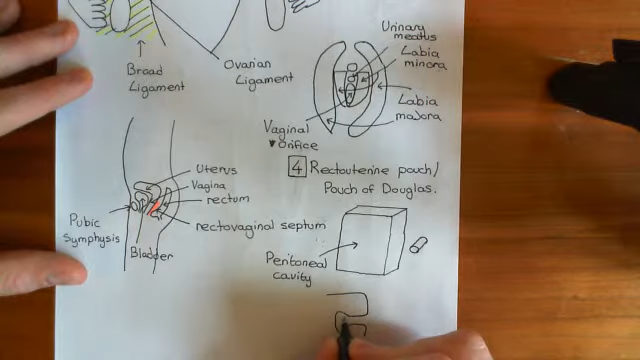 Broad
Ligament
Ovarian
Ligament
Urinary
meatus
Labia
minora
Labia
majora
Vaginal
orifice
4 Rectouterine pouch/
Pouch of Douglas.
Uterus
Vagina
rectum
rectovaginal septum
Pubic
Symphysis
Bladder
Peritoneal
cavity